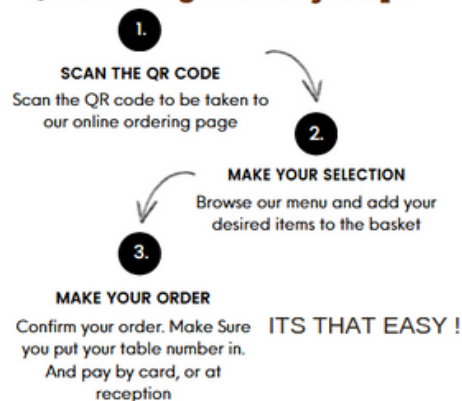 1.
SCAN THE QR CODE
Scan the QR code to be taken to
our online ordering page
2.
MAKE YOUR SELECTION
Browse our menu and add your
desired items to the basket
3.
MAKE YOUR ORDER
Confirm your order. Make Sure
you put your table number in.
And pay by card, or at
reception
ITS THAT EASY !